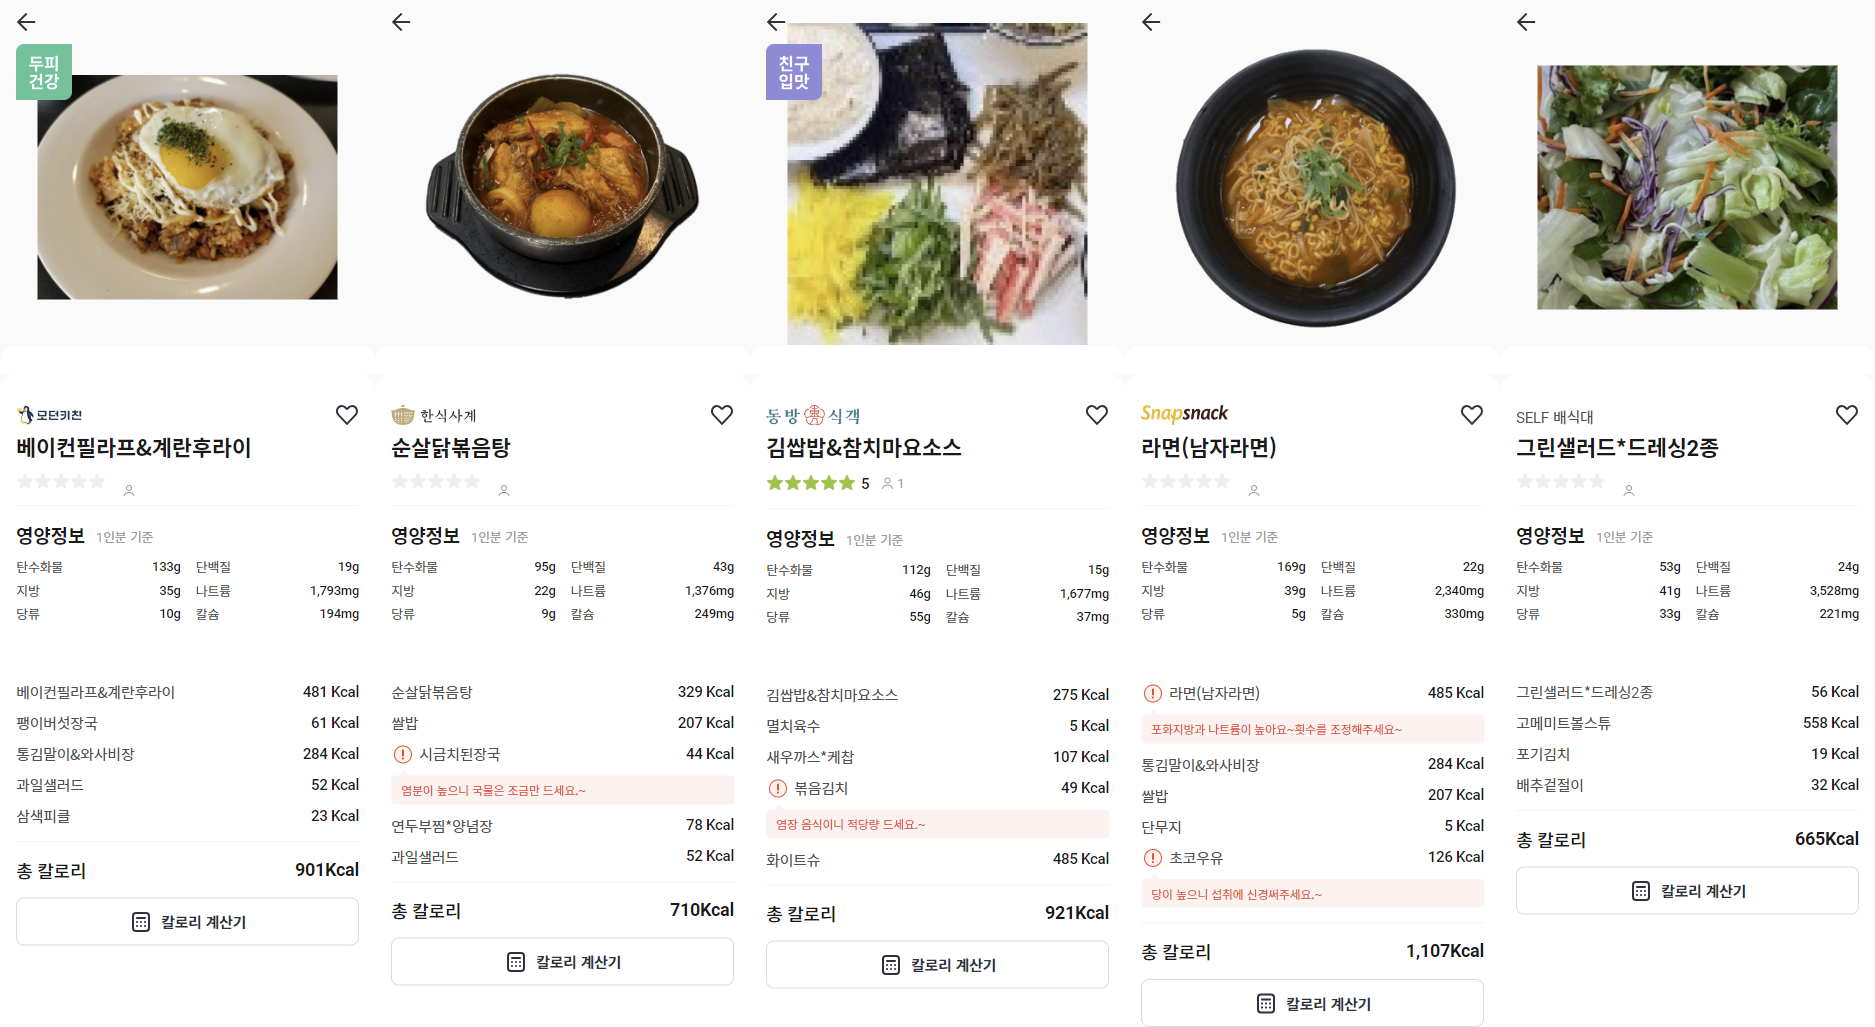 두피
건강
모던키친
베이컨필라프&계란후라이
영양정보 1인분 기준
탄수화물 133g 단백질 19g
지방 35g 나트륨 1,793mg
당류 10g 칼슘 194mg
베이컨필라프&계란후라이 481 Kcal
팽이버섯장국 61 Kcal
통김말이&와사비장 284 Kcal
과일샐러드 52 Kcal
삼색피클 23 Kcal
총 칼로리 901Kcal
칼로리 계산기
한식사계
순살닭볶음탕
영양정보 1인분 기준
탄수화물 95g 단백질 43g
지방 22g 나트륨 1,376mg
당류 9g 칼슘 249mg
순살닭볶음탕 329 Kcal
쌀밥 207 Kcal
시금치된장국 44 Kcal
염분이 높으니 국물은 조금만 드세요.~
연두부찜*양념장 78 Kcal
과일샐러드 52 Kcal
총 칼로리 710Kcal
칼로리 계산기
친구
입맛
동방식객
김쌈밥&참치마요소스
5 1
영양정보 1인분 기준
탄수화물 112g 단백질 15g
지방 46g 나트륨 1,677mg
당류 55g 칼슘 37mg
김쌈밥&참치마요소스 275 Kcal
멸치육수 5 Kcal
새우까스*케찹 107 Kcal
볶음김치 49 Kcal
염장 음식이니 적당량 드세요.~
화이트슈 485 Kcal
총 칼로리 921Kcal
칼로리 계산기
Snapsnack
라면(남자라면)
영양정보 1인분 기준
탄수화물 169g 단백질 22g
지방 39g 나트륨 2,340mg
당류 5g 칼슘 330mg
라면(남자라면) 485 Kcal
포화지방과 나트륨이 높아요~횟수를 조정해주세요~
통김말이&와사비장 284 Kcal
쌀밥 207 Kcal
단무지 5 Kcal
초코우유 126 Kcal
당이 높으니 섭취에 신경써주세요.~
총 칼로리 1,107Kcal
칼로리 계산기
SELF 배식대
그린샐러드*드레싱2종
영양정보 1인분 기준
탄수화물 53g 단백질 24g
지방 41g 나트륨 3,528mg
당류 33g 칼슘 221mg
그린샐러드*드레싱2종 56 Kcal
고메미트볼스튜 558 Kcal
포기김치 19 Kcal
배추겉절이 32 Kcal
총 칼로리 665Kcal
칼로리 계산기